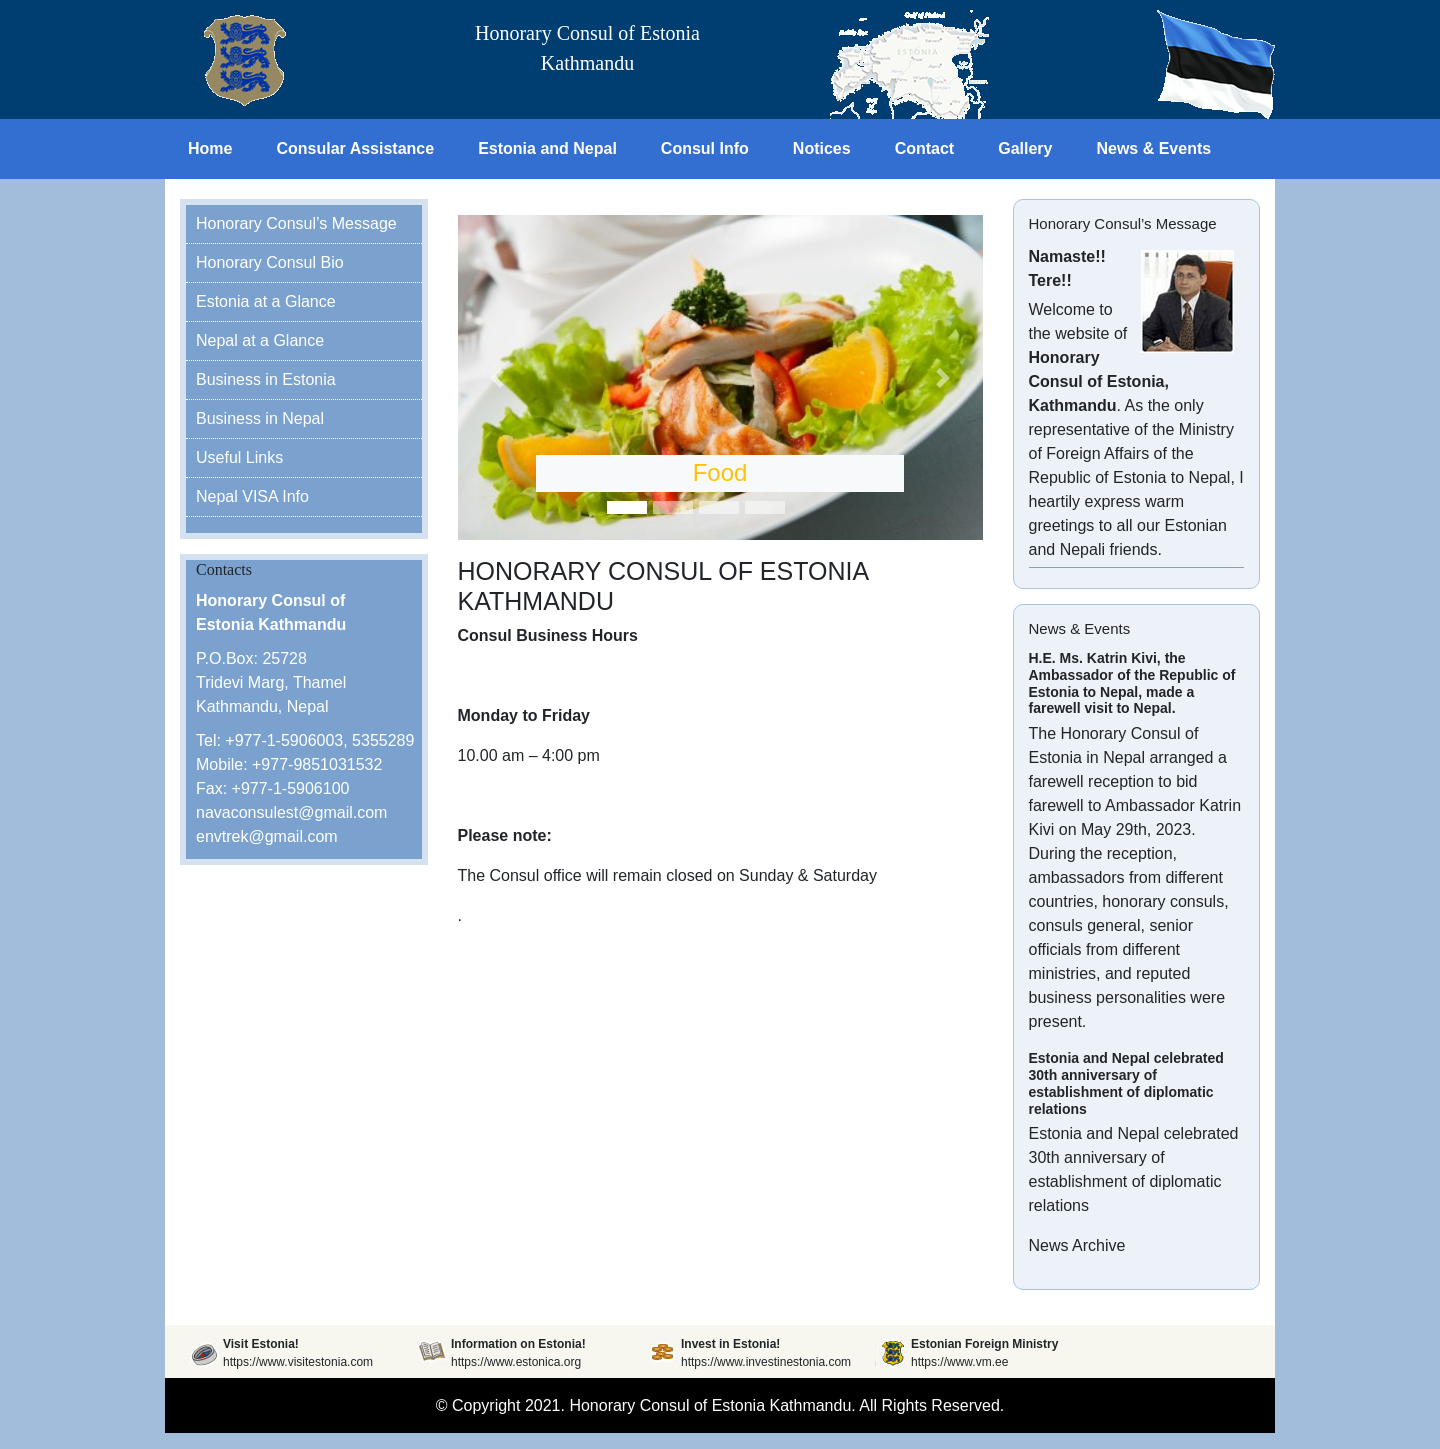 Honorary Consul of Estonia
Kathmandu
ESTONIA
Home
Consular Assistance
Estonia and Nepal
Consul Info
Notices
Contact
Gallery
News & Events
Honorary Consul’s Message
Honorary Consul Bio
Estonia at a Glance
Nepal at a Glance
Business in Estonia
Business in Nepal
Useful Links
Nepal VISA Info
Contacts
Honorary Consul of
Estonia Kathmandu
P.O.Box: 25728
Tridevi Marg, Thamel
Kathmandu, Nepal
Tel: +977-1-5906003, 5355289
Mobile: +977-9851031532
Fax: +977-1-5906100
navaconsulest@gmail.com
envtrek@gmail.com
Food
HONORARY CONSUL OF ESTONIA
KATHMANDU
Consul Business Hours
Monday to Friday
10.00 am – 4:00 pm
Please note:
The Consul office will remain closed on Sunday & Saturday
.
Honorary Consul’s Message
Namaste!!
Tere!!
Welcome to
the website of
Honorary
Consul of Estonia,
Kathmandu. As the only
representative of the Ministry
of Foreign Affairs of the
Republic of Estonia to Nepal, I
heartily express warm
greetings to all our Estonian
and Nepali friends.
News & Events
H.E. Ms. Katrin Kivi, the
Ambassador of the Republic of
Estonia to Nepal, made a
farewell visit to Nepal.
The Honorary Consul of
Estonia in Nepal arranged a
farewell reception to bid
farewell to Ambassador Katrin
Kivi on May 29th, 2023.
During the reception,
ambassadors from different
countries, honorary consuls,
consuls general, senior
officials from different
ministries, and reputed
business personalities were
present.
Estonia and Nepal celebrated
30th anniversary of
establishment of diplomatic
relations
Estonia and Nepal celebrated
30th anniversary of
establishment of diplomatic
relations
News Archive
Visit Estonia!
https://www.visitestonia.com
Information on Estonia!
https://www.estonica.org
Invest in Estonia!
https://www.investinestonia.com
Estonian Foreign Ministry
https://www.vm.ee
© Copyright 2021. Honorary Consul of Estonia Kathmandu. All Rights Reserved.